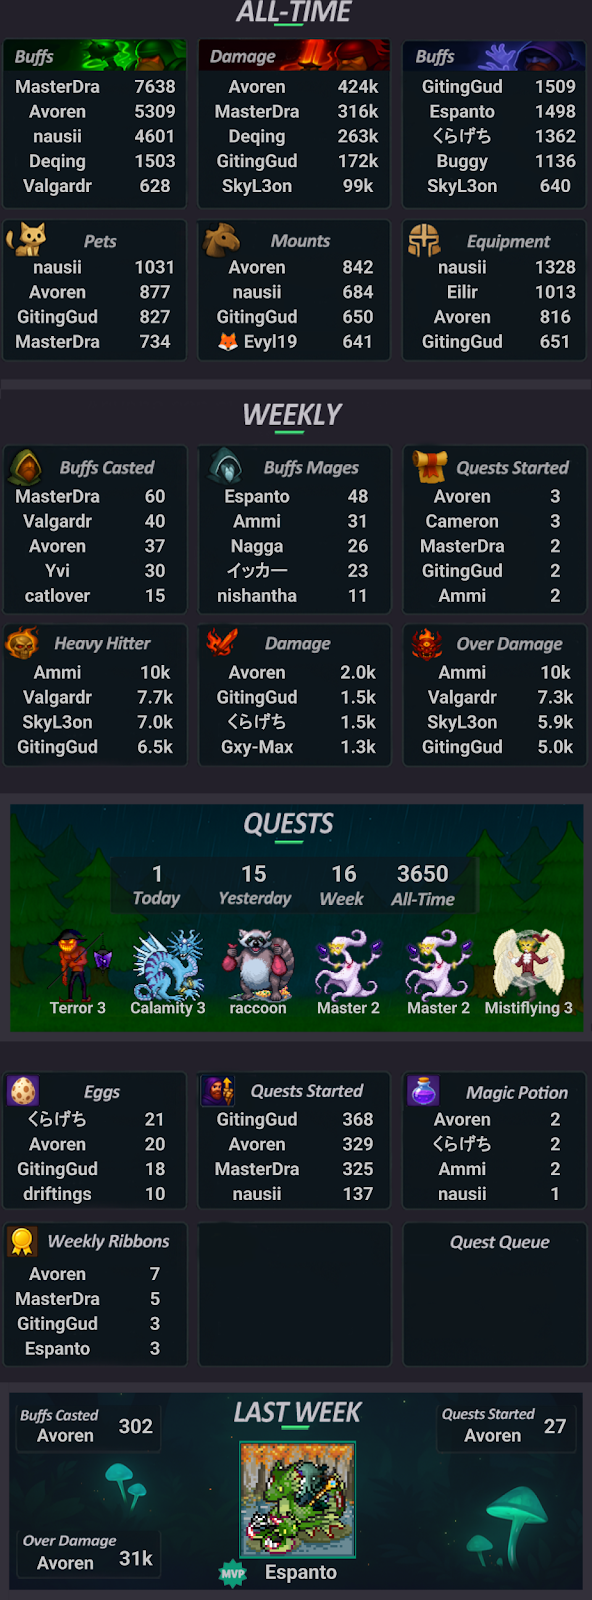 ALL-TIME
Buffs
MasterDra 7638
Avoren 5309
nausii 4601
Deqing 1503
Valgardr 628
Damage
Avoren 424k
MasterDra 316k
Deqing 263k
GitingGud 172k
SkyL3on 99k
Buffs
GitingGud 1509
Espanto 1498
くらげち 1362
Buggy 1136
SkyL3on 640
Pets
nausii 1031
Avoren 877
GitingGud 827
MasterDra 734
Mounts
Avoren 842
nausii 684
GitingGud 650
Evyl19 641
Equipment
nausii 1328
Eilir 1013
Avoren 816
GitingGud 651
WEEKLY
Buffs Casted
MasterDra 60
Valgardr 40
Avoren 37
Yvi 30
catlover 15
Buffs Mages
Espanto 48
Ammi 31
Nagga 26
イッカー 23
nishantha 11
Quests Started
Avoren 3
Cameron 3
MasterDra 2
GitingGud 2
Ammi 2
Heavy Hitter
Ammi 10k
Valgardr 7.7k
SkyL3on 7.0k
GitingGud 6.5k
Damage
Avoren 2.0k
GitingGud 1.5k
くらげち 1.5k
Gxy-Max 1.3k
Over Damage
Ammi 10k
Valgardr 7.3k
SkyL3on 5.9k
GitingGud 5.0k
QUESTS
1 15 16 3650
Today Yesterday Week All-Time
Terror 3 Calamity 3 raccoon Master 2 Master 2 Mistiflying 3
Eggs
くらげち 21
Avoren 20
GitingGud 18
driftings 10
Quests Started
GitingGud 368
Avoren 329
MasterDra 325
nausii 137
Magic Potion
Avoren 2
くらげち 2
Ammi 2
nausii 1
Weekly Ribbons
Avoren 7
MasterDra 5
GitingGud 3
Espanto 3
Quest Queue
LAST WEEK
Buffs Casted
Avoren 302
Quests Started
Avoren 27
Over Damage
Avoren 31k
MVP Espanto